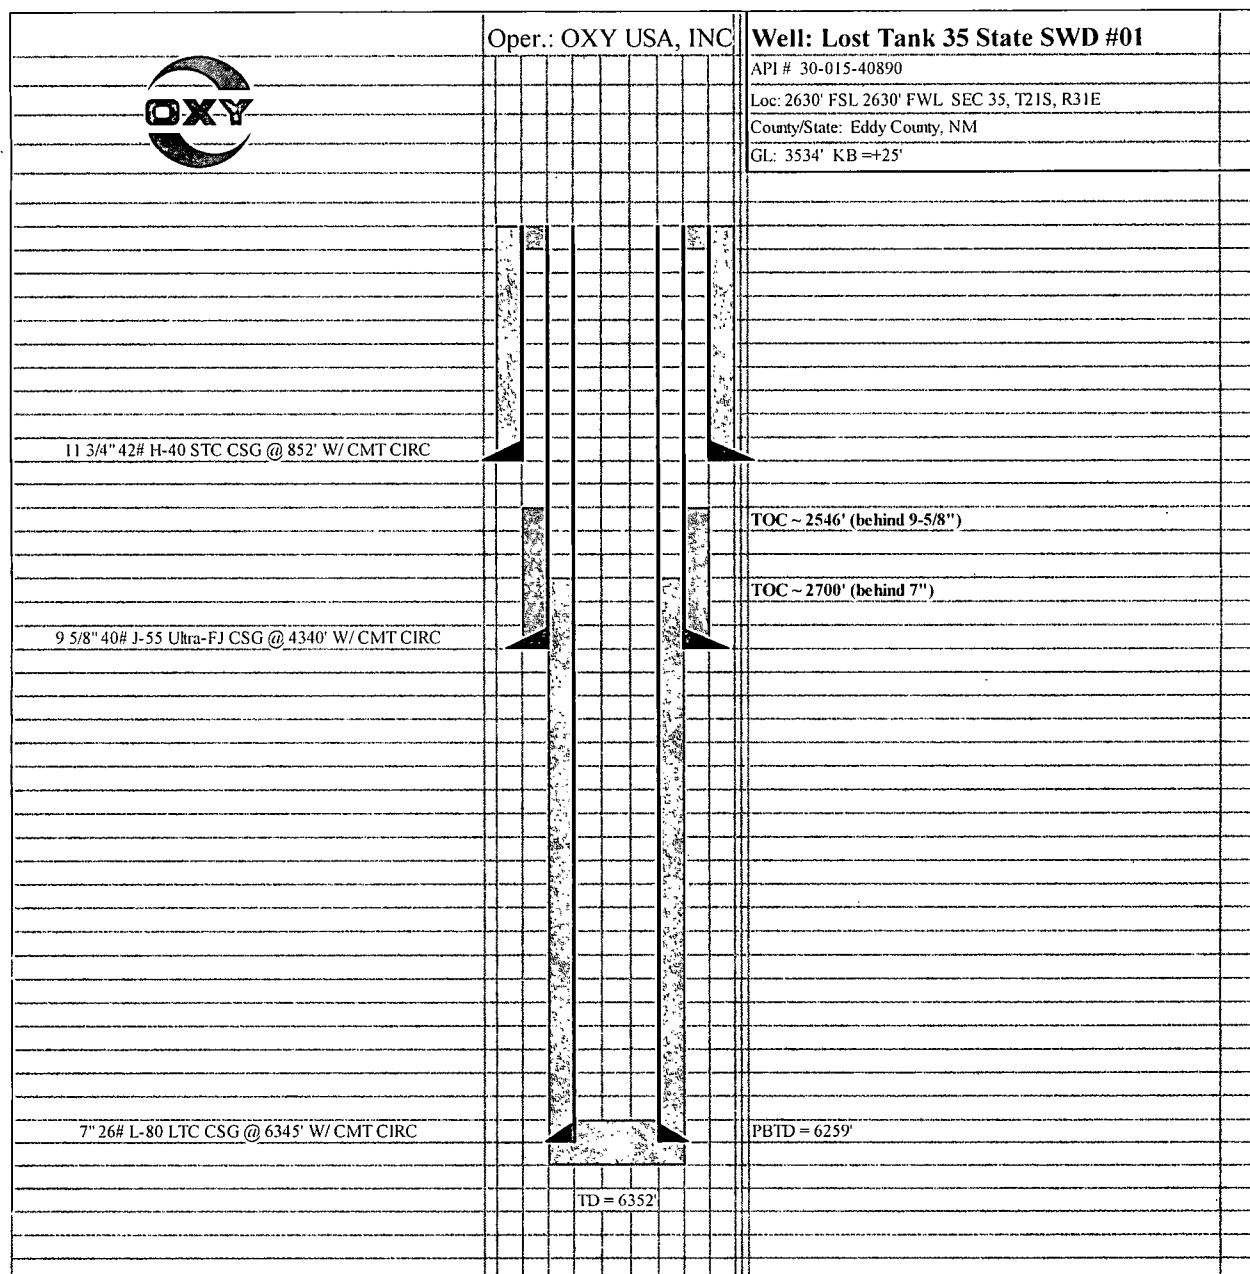 Oper.: OXY USA, INC
Well: Lost Tank 35 State SWD #01
OXY
API # 30-015-40890
Loc: 2630' FSL 2630' FWL SEC 35, T21S, R31E
County/State: Eddy County, NM
GL: 3534' KB =+25'
11 3/4" 42# H-40 STC CSG @ 852' W/ CMT CIRC
TOC ~ 2546' (behind 9-5/8")
TOC ~ 2700' (behind 7")
9 5/8" 40# J-55 Ultra-FJ CSG @ 4340' W/ CMT CIRC
7" 26# L-80 LTC CSG @ 6345' W/ CMT CIRC
PBTD = 6259'
TD = 6352'